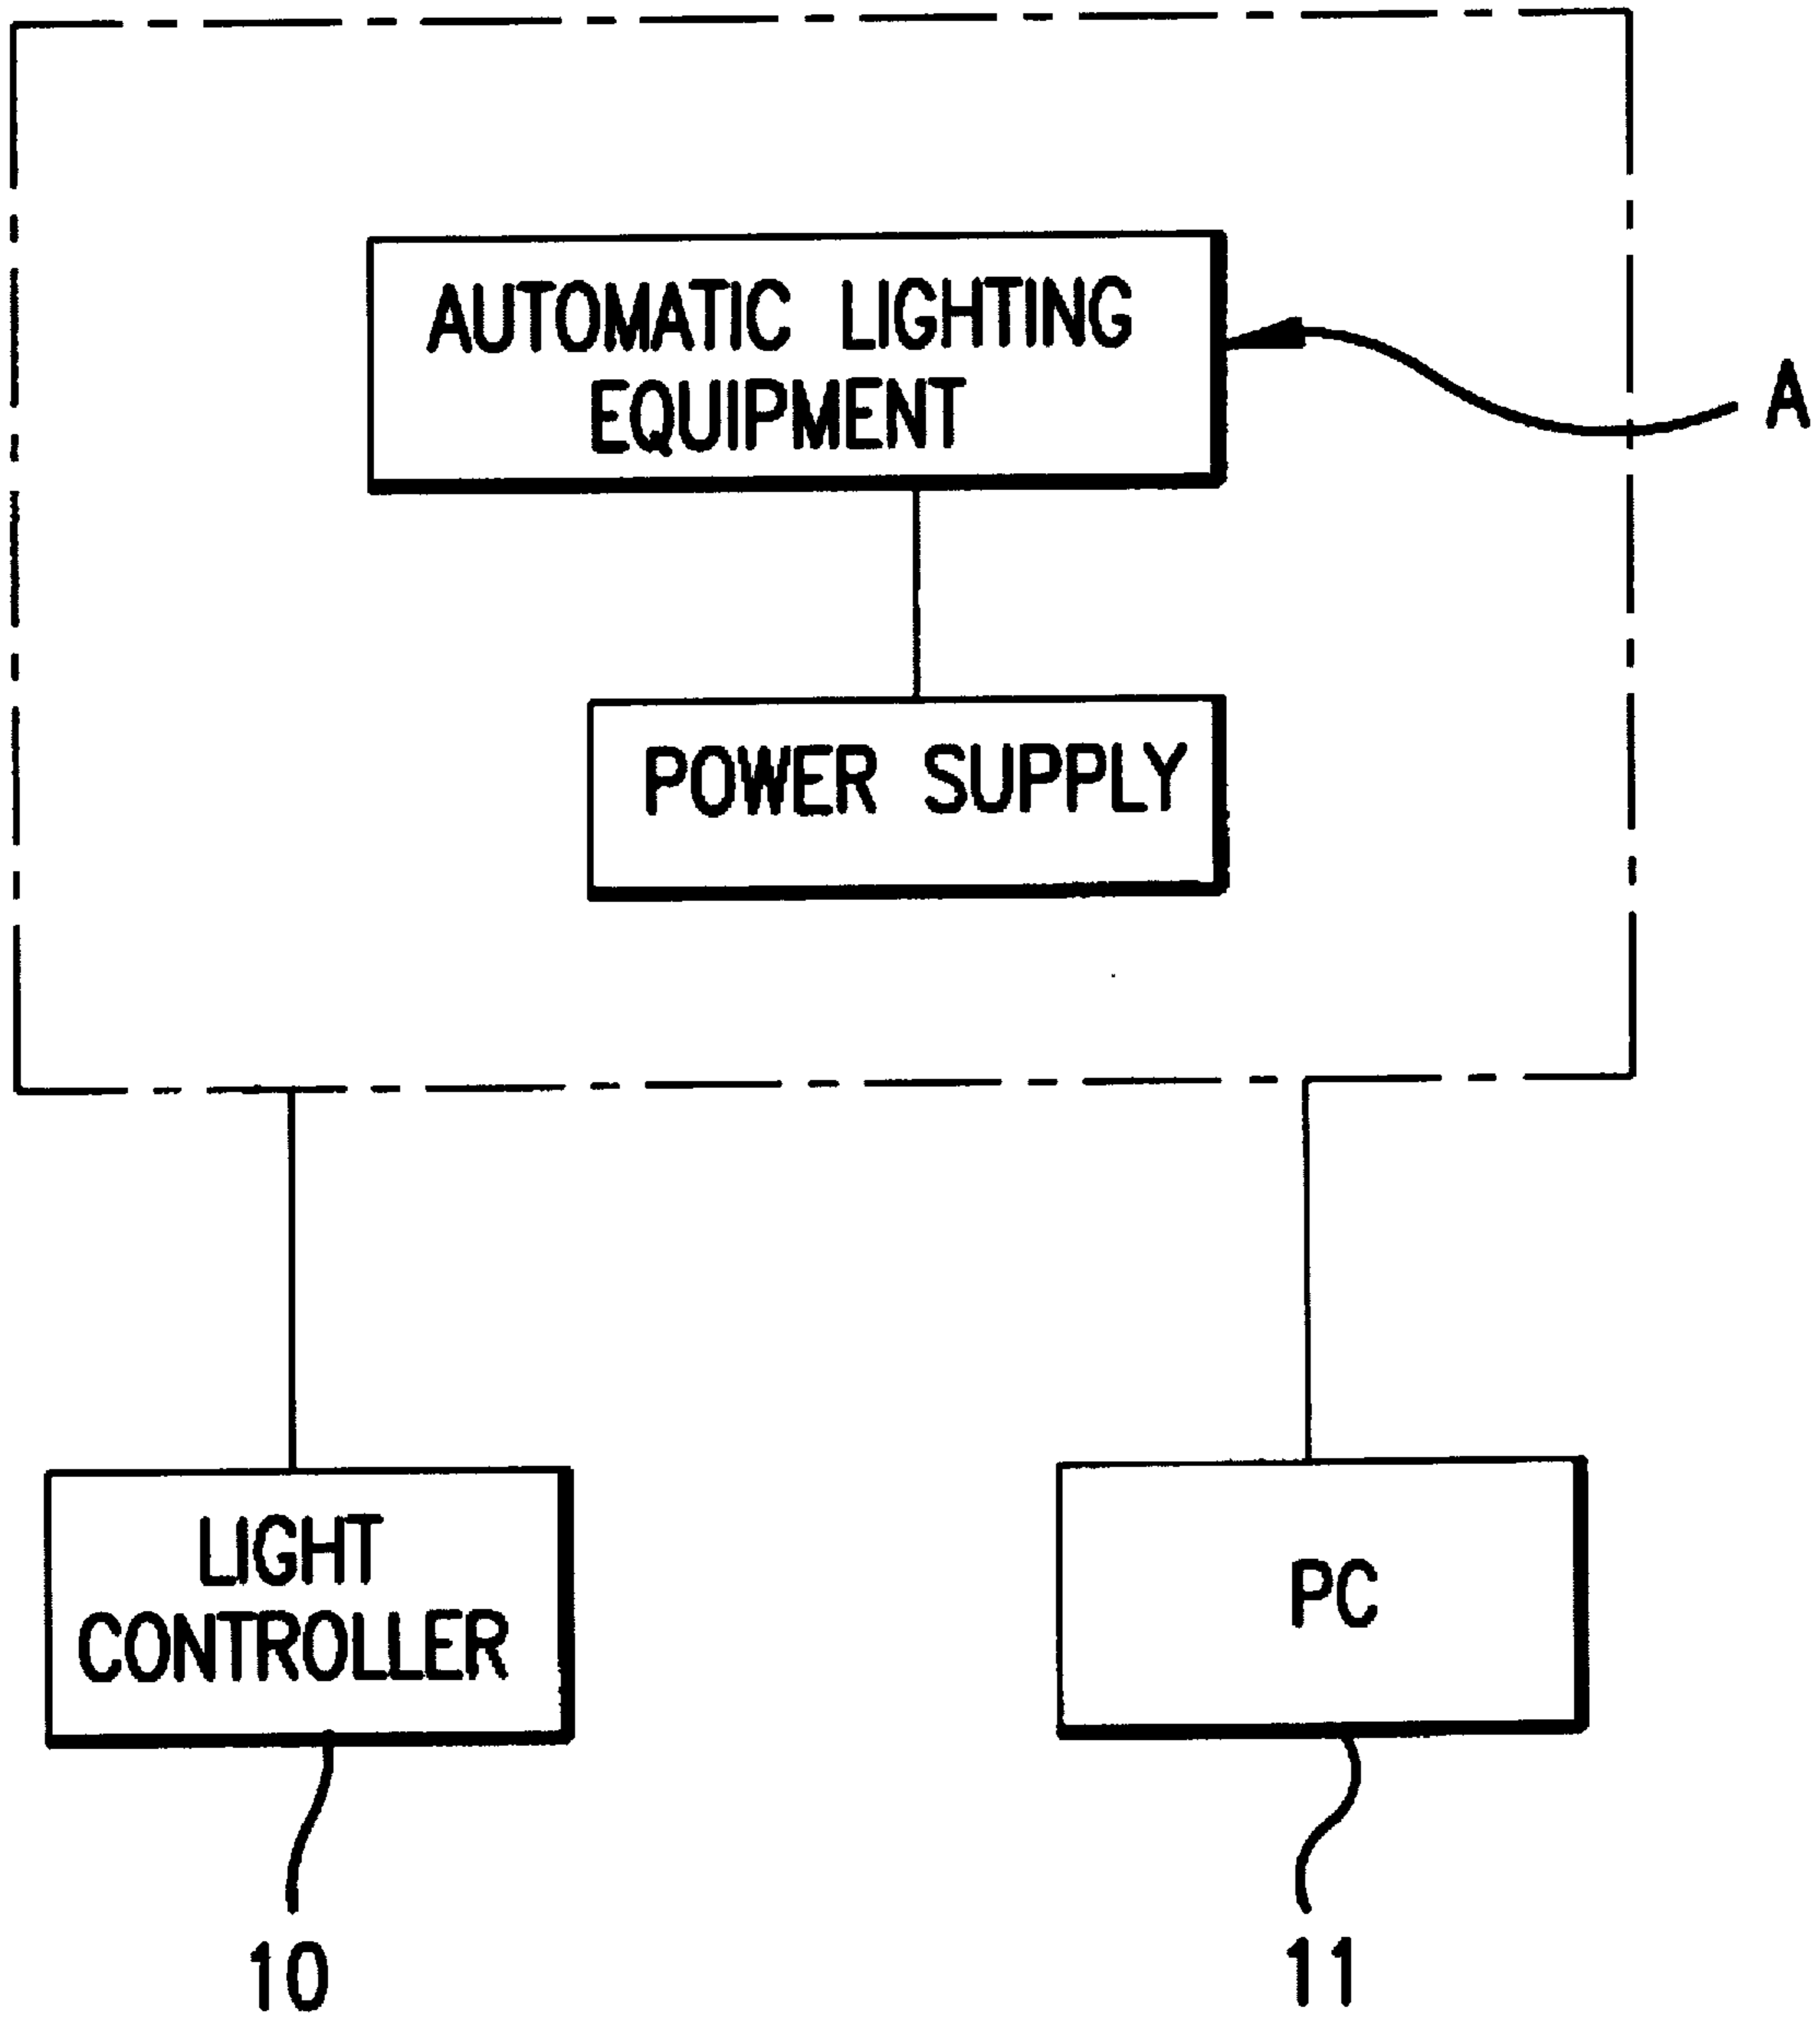 AUTOMATIC LIGHTING
EQUIPMENT
A
POWER SUPPLY
LIGHT
CONTROLLER
PC
10
11